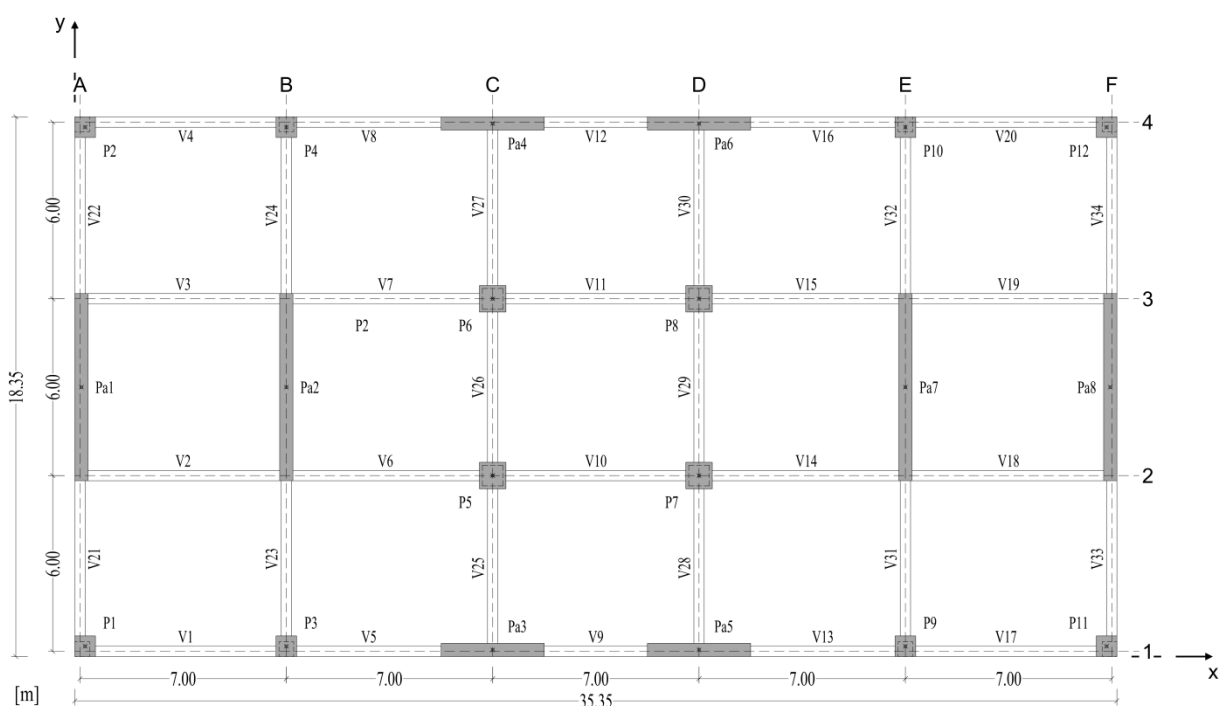 y
A B C D E F
V4 V8 V12 V16 V20 4
P2 P4 Pa4 Pa6 P10 P12
6.00 V22 V24 V27 V30 V32 V34
V3 V7 V11 V15 V19 3
P2 P6 P8
18.35 6.00 Pa1 Pa2 V26 V29 Pa7 Pa8
V2 V6 V10 V14 V18 2
P5 P7
6.00 V21 V23 V25 V28 V31 V33
P1 P3 Pa3 Pa5 P9 P11
V1 V5 V9 V13 V17 1
x
7.00 7.00 7.00 7.00 7.00
[m] 35.35